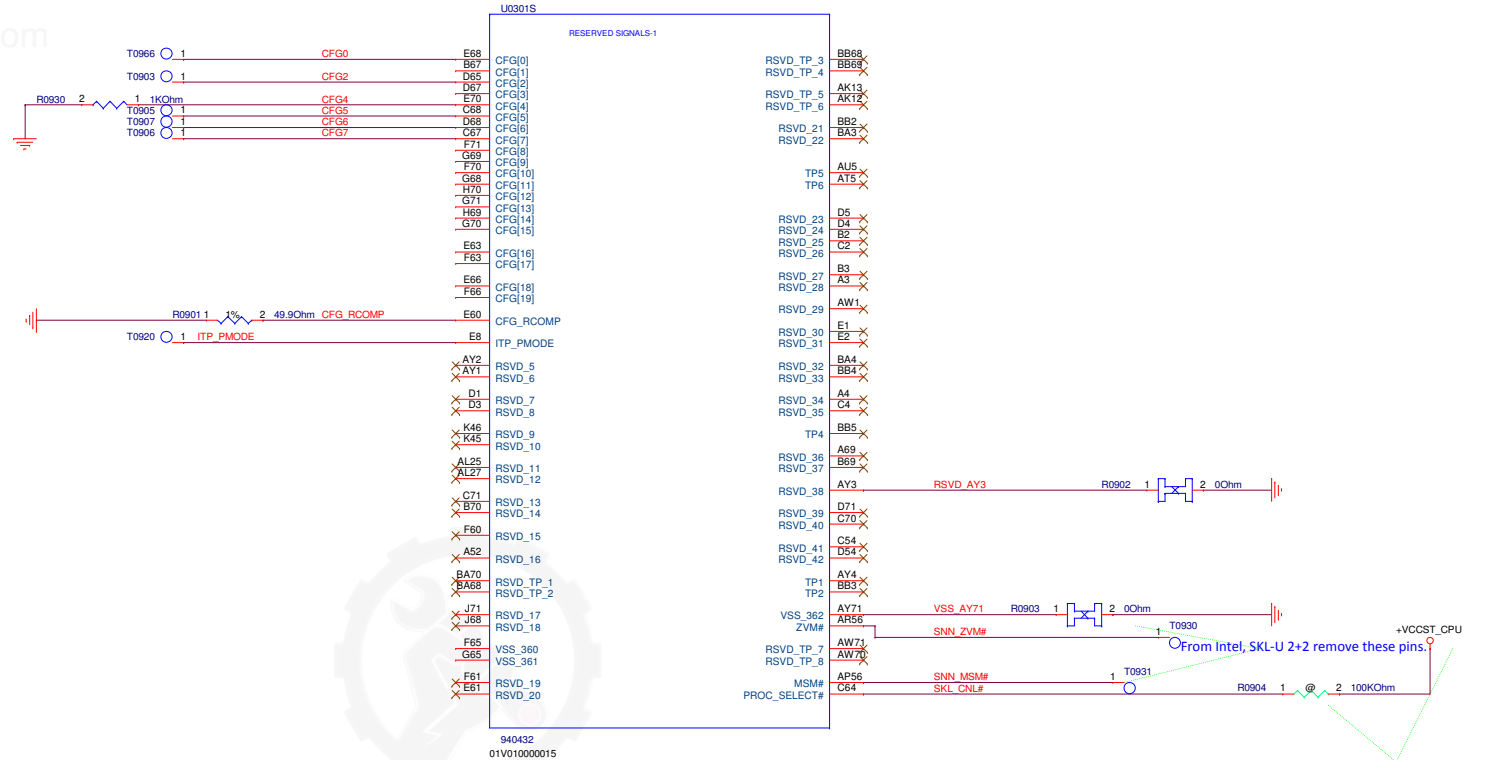 om
U0301S
RESERVED SIGNALS-1
T0966 1 CFG0 E68 CFG[0]
B67 CFG[1]
T0903 1 CFG2 D65 CFG[2]
D67 CFG[3]
R0930 2 1 1KOhm CFG4 E70 CFG[4]
T0905 1 CFG5 C68 CFG[5]
T0907 1 CFG6 D68 CFG[6]
T0906 1 CFG7 C67 CFG[7]
F71 CFG[8]
G69 CFG[9]
F70 CFG[10]
G68 CFG[11]
H70 CFG[12]
G71 CFG[13]
H69 CFG[14]
G70 CFG[15]
E63 CFG[16]
F63 CFG[17]
E66 CFG[18]
F66 CFG[19]
R0901 1 1% 2 49.9Ohm CFG_RCOMP E60 CFG_RCOMP
T0920 1 ITP_PMODE E8 ITP_PMODE
AY2 RSVD_5
AY1 RSVD_6
D1 RSVD_7
D3 RSVD_8
K46 RSVD_9
K45 RSVD_10
AL25 RSVD_11
AL27 RSVD_12
C71 RSVD_13
B70 RSVD_14
F60 RSVD_15
A52 RSVD_16
BA70 RSVD_TP_1
BA68 RSVD_TP_2
J71 RSVD_17
J68 RSVD_18
F65 VSS_360
G65 VSS_361
F61 RSVD_19
E61 RSVD_20
RSVD_TP_3 BB68
RSVD_TP_4 BB69
RSVD_TP_5 AK13
RSVD_TP_6 AK12
RSVD_21 BB2
RSVD_22 BA3
TP5 AU5
TP6 AT5
RSVD_23 D5
RSVD_24 D4
RSVD_25 B2
RSVD_26 C2
RSVD_27 B3
RSVD_28 A3
RSVD_29 AW1
RSVD_30 E1
RSVD_31 E2
RSVD_32 BA4
RSVD_33 BB4
RSVD_34 A4
RSVD_35 C4
TP4 BB5
RSVD_36 A69
RSVD_37 B69
RSVD_38 AY3 RSVD_AY3 R0902 1 2 0Ohm
RSVD_39 D71
RSVD_40 C70
RSVD_41 C54
RSVD_42 D54
TP1 AY4
TP2 BB3
VSS_362 AY71 VSS_AY71 R0903 1 2 0Ohm
ZVM# AR56 SNN_ZVM# 1 T0930
From Intel, SKL-U 2+2 remove these pins.
+VCCST_CPU
RSVD_TP_7 AW71
RSVD_TP_8 AW70
MSM# AP56 SNN_MSM# 1 T0931
PROC_SELECT# C64 SKL_CNL# R0904 1 @ 2 100KOhm
940432
01V010000015